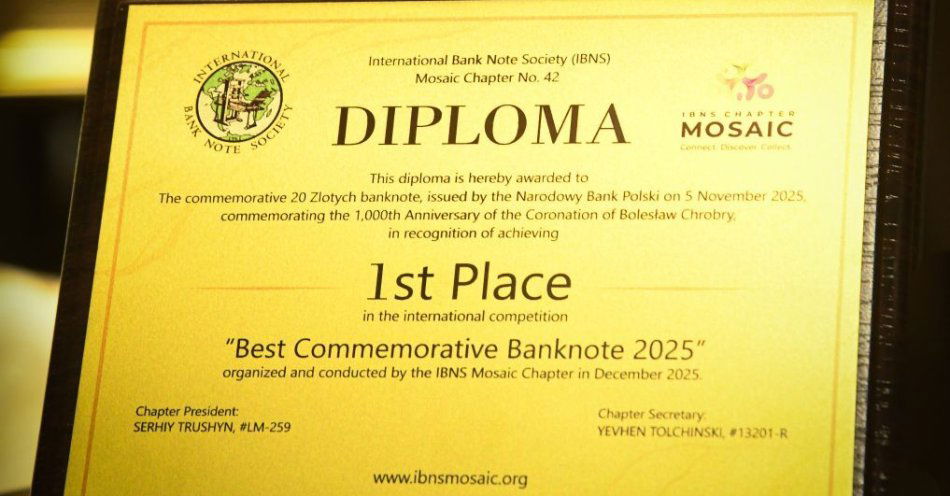 INTERNATIONAL
BANK NOTE SOCIETY
International Bank Note Society (IBNS)
Mosaic Chapter No. 42
DIPLOMA
IBNS CHAPTER
MOSAIC
Connect. Discover. Collect.
This diploma is hereby awarded to
The commemorative 20 Zlotych banknote, issued by the Narodowy Bank Polski on 5 November 2025,
commemorating the 1,000th Anniversary of the Coronation of Bolesław Chrobry,
in recognition of achieving
1st Place
in the international competition
"Best Commemorative Banknote 2025"
organized and conducted by the IBNS Mosaic Chapter in December 2025.
Chapter President:
SERHIY TRUSHYN, #LM-259
Chapter Secretary:
YEVHEN TOLCHINSKI, #13201-R
www.ibnsmosaic.org